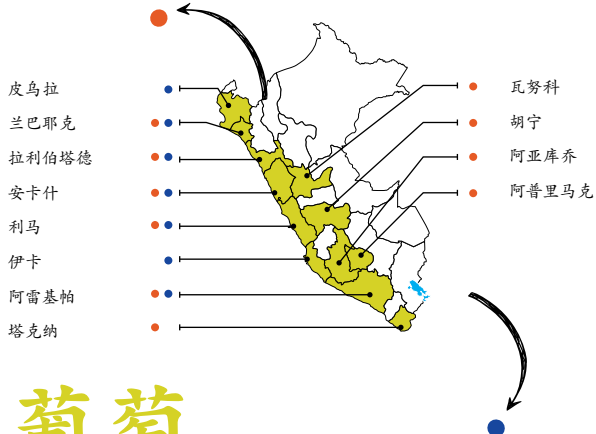 皮乌拉
兰巴耶克
拉利伯塔德
安卡什
利马
伊卡
阿雷基帕
塔克纳
瓦努科
胡宁
阿亚库乔
阿普里马克
葡萄